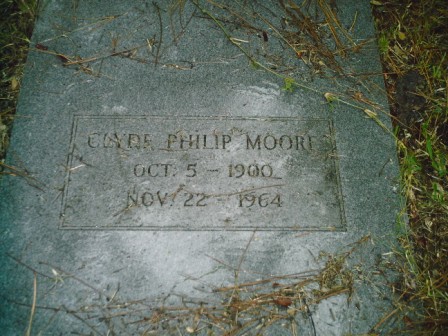 CLYDE PHILIP MOORE
OCT. 5 - 1900
NOV. 22 - 1964